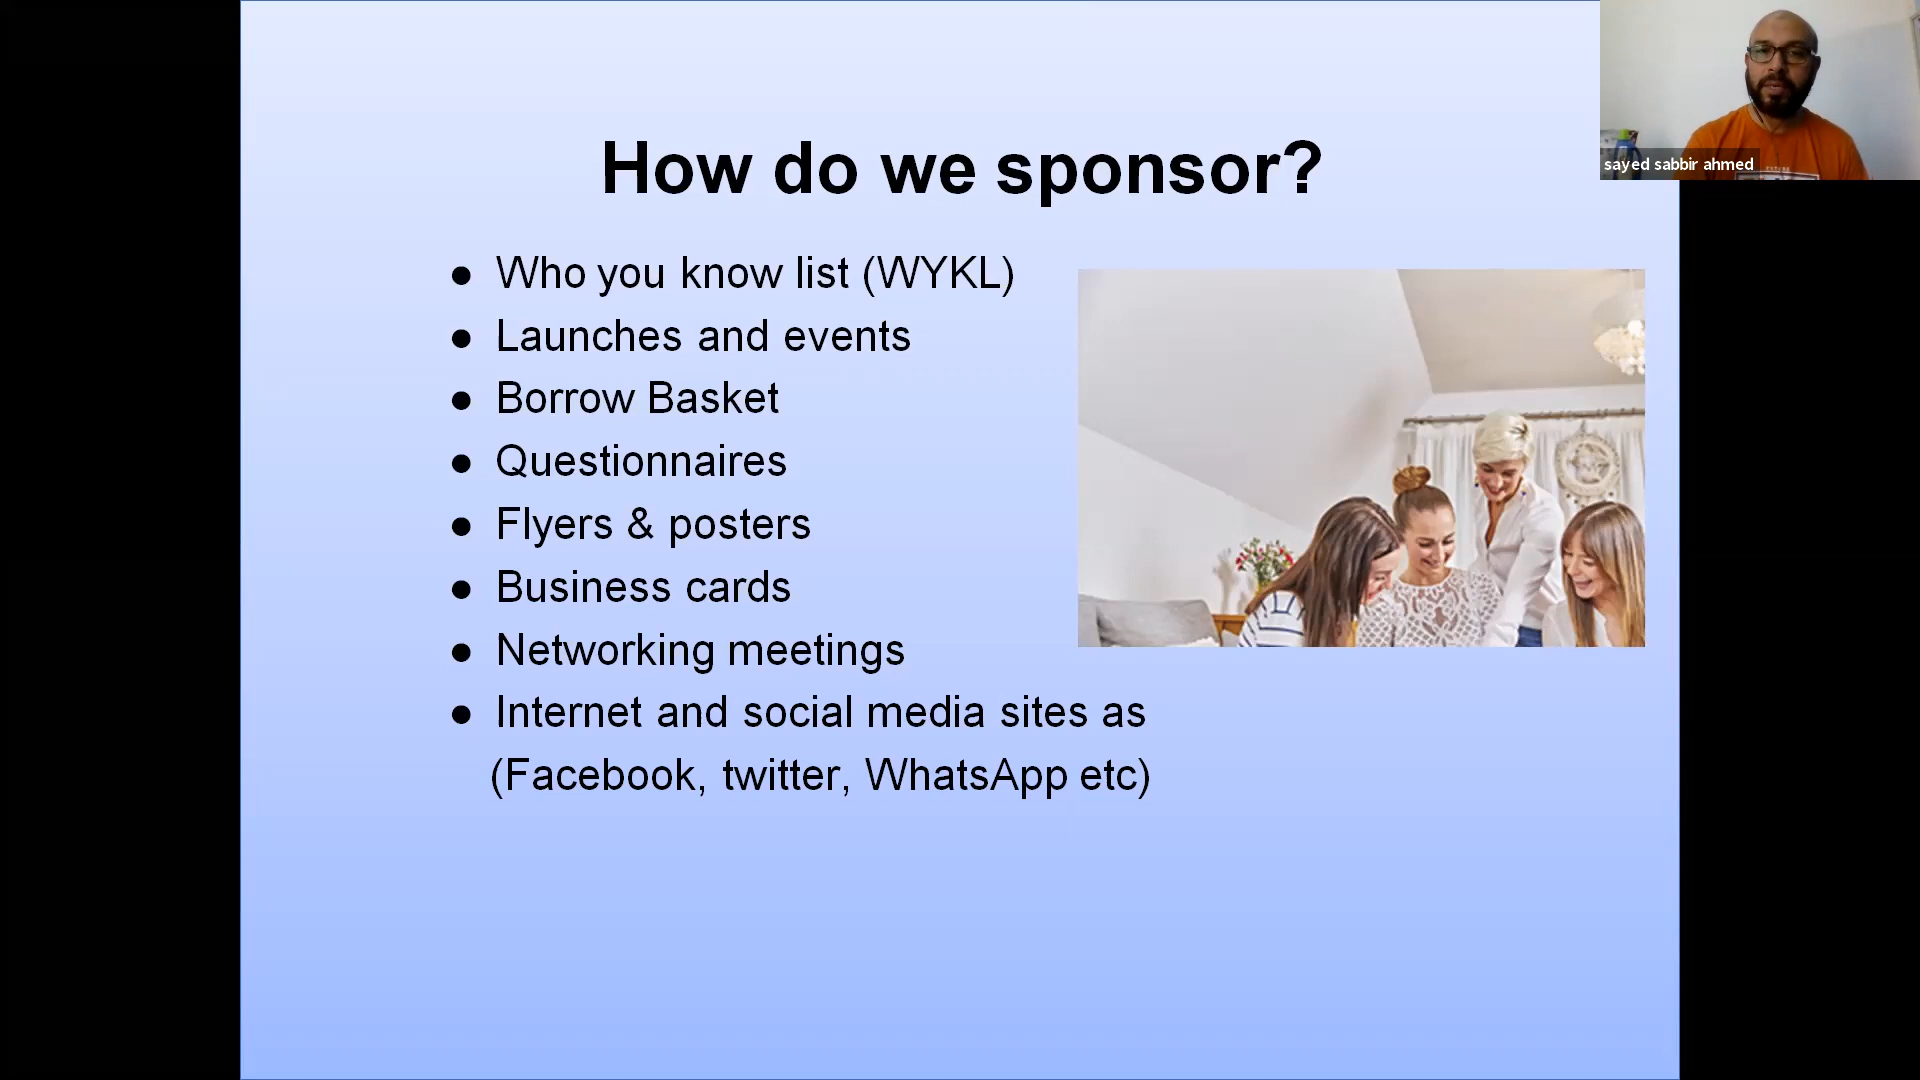 How do we sponsor?
● Who you know list (WYKL)
● Launches and events
● Borrow Basket
● Questionnaires
● Flyers & posters
● Business cards
● Networking meetings
● Internet and social media sites as
(Facebook, twitter, WhatsApp etc)
sayed sabbir ahmed